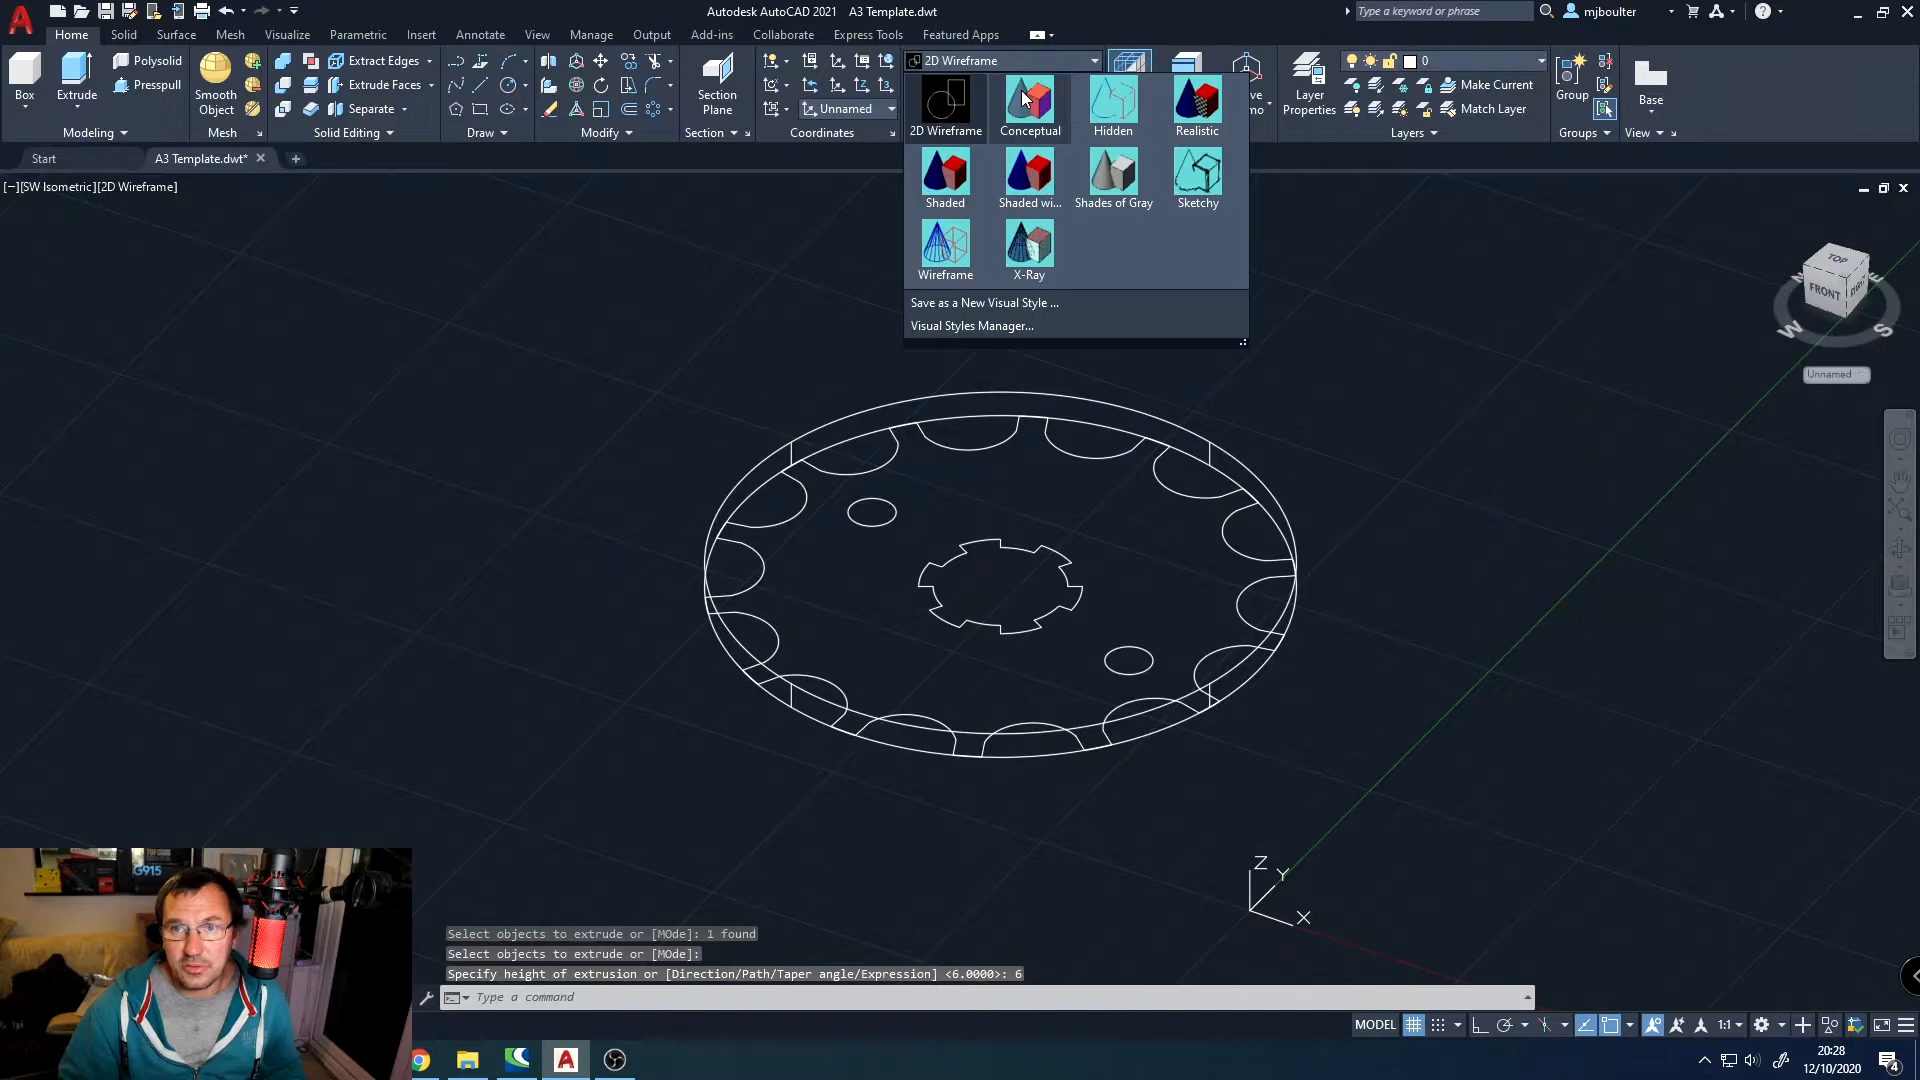 Autodesk AutoCAD 2021 A3 Template.dwt
Type a keyword or phrase
mjboulter
Home Solid Surface Mesh Visualize Parametric Insert Annotate View Manage Output Add-ins Collaborate Express Tools Featured Apps
Box
Extrude
Polysolid
Presspull
Modeling
Smooth Object
Mesh
Extract Edges
Extrude Faces
Separate
Solid Editing
Draw
Modify
Section Plane
Section
Unnamed
Coordinates
2D Wireframe
2D Wireframe Conceptual Hidden Realistic
Shaded Shaded wi... Shades of Gray Sketchy
Wireframe X-Ray
Save as a New Visual Style ...
Visual Styles Manager...
Layer Properties
0
Make Current
Match Layer
Layers
Group
Groups
Base
View
Start
A3 Template.dwt*
[−][SW Isometric][2D Wireframe]
TOP
FRONT
RIGHT
N
E
W
S
Unnamed
Z
Y
X
G915
Select objects to extrude or [MOde]: 1 found
Select objects to extrude or [MOde]:
Specify height of extrusion or [Direction/Path/Taper angle/Expression] <6.0000>: 6
Type a command
MODEL
1:1
20:28
12/10/2020
4